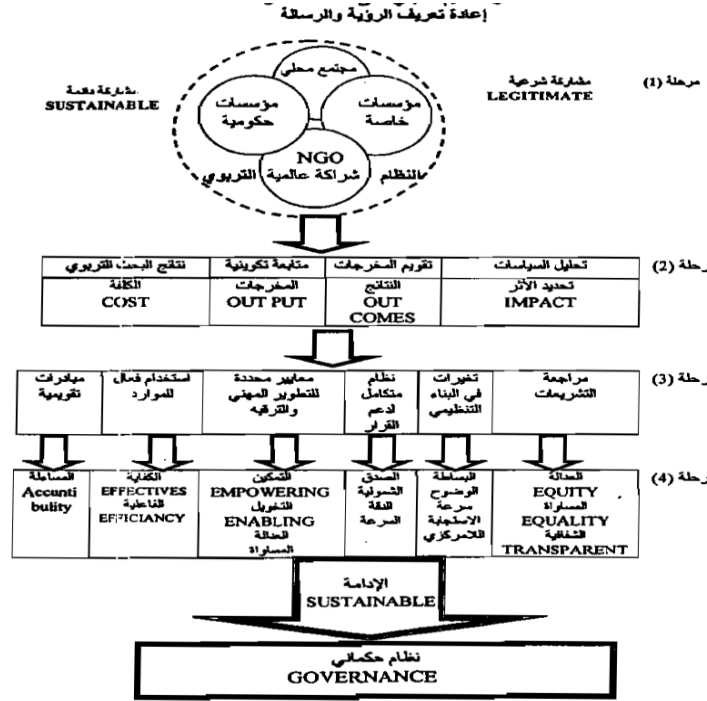 إعادة تعريف الرؤية والرسالة
مرحلة (1)
مشاركة شرعية
LEGITIMATE
مجتمع محلي
مؤسسات
خاصة
مؤسسات
حكومية
مشاركة دائمة
SUSTAINABLE
NGO
شراكة عالمية
النظام
التربوي
رحلة (2)
تحليل السياسات
تقويم المخرجات
متابعة تكوينية
نتائج البحث التربوي
تحديد الأثر
IMPACT
النتائج
OUT
COMES
المخرجات
OUT PUT
الكلفة
COST
رحلة (3)
مراجعة
التشريعات
تغيرات
في البناء
التنظيمي
نظام
متكامل
لدعم
القرار
معايير محددة
للتطوير المهني
والترقيه
استخدام فعال
للموارد
مبادرات
تقويمية
رحلة (4)
العدالة
EQUITY
المساواة
EQUALITY
الشفافية
TRANSPARENT
البساطة
الوضوح
سرعة
الاستجابة
اللامركزي
الصدق
الشمولية
الدقة
السرعة
التمكين
EMPOWERING
التخويل
ENABLING
العدالة
المساواة
الكفاية
EFFECTIVES
الفاعلية
EFFICIANCY
المساءلة
Accunti
bulity
الإدامة
SUSTAINABLE
نظام حكماني
GOVERNANCE